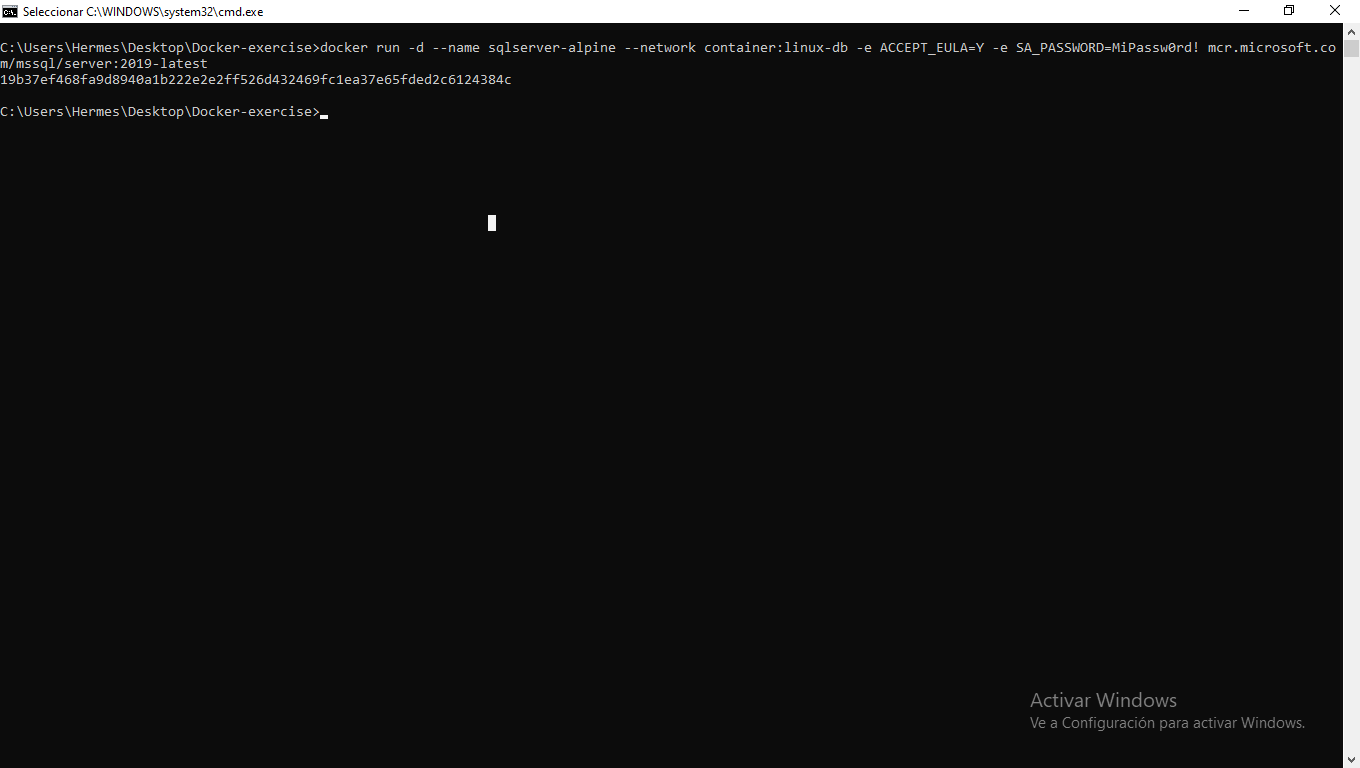 Seleccionar C:\WINDOWS\system32\cmd.exe
C:\Users\Hermes\Desktop\Docker-exercise>docker run -d --name sqlserver-alpine --network container:linux-db -e ACCEPT_EULA=Y -e SA_PASSWORD=MiPassw0rd! mcr.microsoft.co
m/mssql/server:2019-latest
19b37ef468fa9d8940a1b222e2e2ff526d432469fc1ea37e65fded2c6124384c
C:\Users\Hermes\Desktop\Docker-exercise>
Activar Windows
Ve a Configuración para activar Windows.